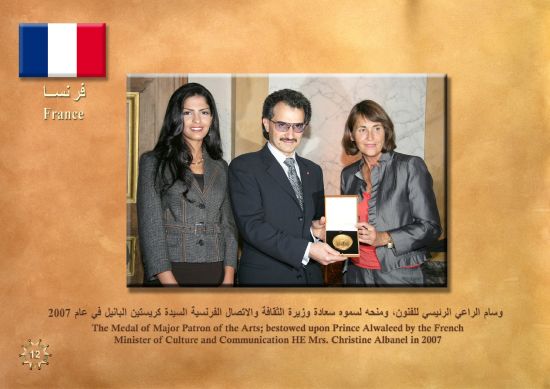 فرنسا
France
وسام الراعي الرئيسي للفنون، ومنحه لسموه سعادة وزيرة الثقافة والاتصال الفرنسية السيدة كريستين البانيل في عام 2007
The Medal of Major Patron of the Arts; bestowed upon Prince Alwaleed by the French
Minister of Culture and Communication HE Mrs. Christine Albanel in 2007
12